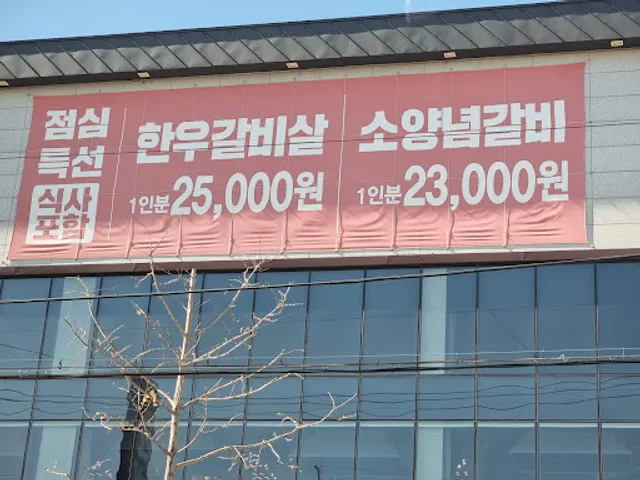 점심
특선
식사
포함
한우갈비살
1인분 25,000원
소양념갈비
1인분 23,000원